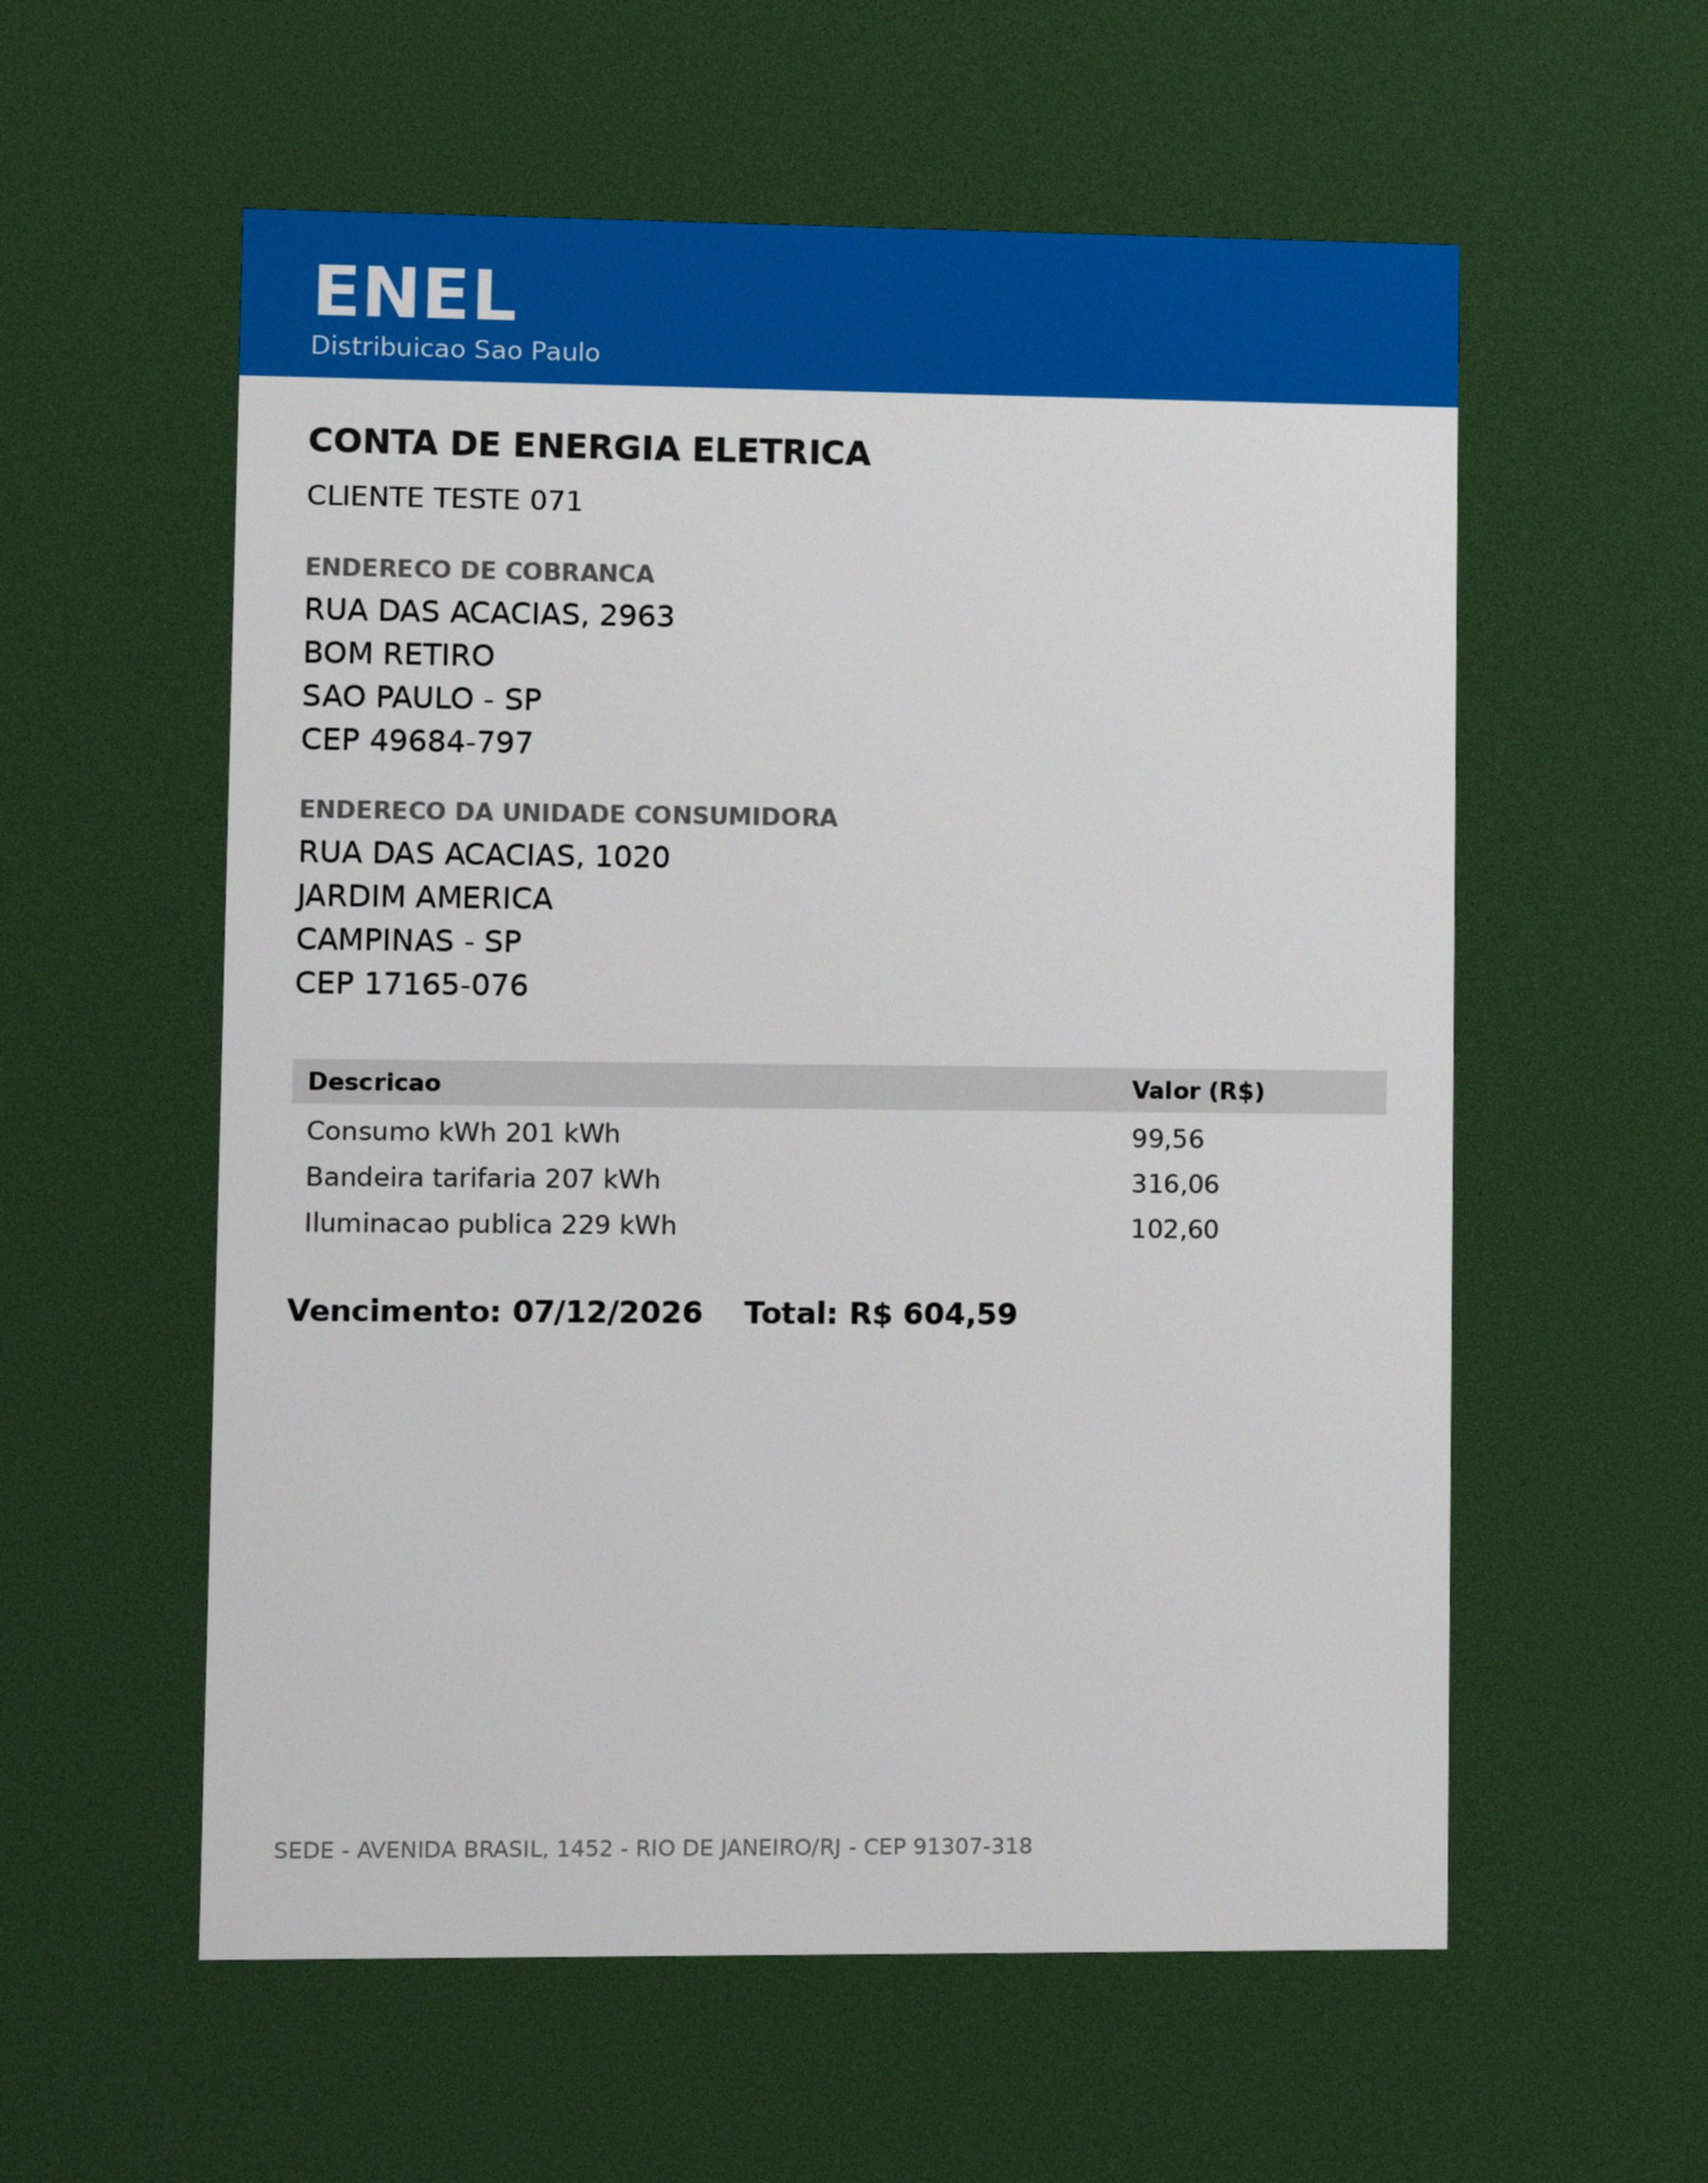 ENEL
Distribuicao Sao Paulo
CONTA DE ENERGIA ELETRICA
CLIENTE TESTE 071
ENDERECO DE COBRANCA
RUA DAS ACACIAS, 2963
BOM RETIRO
SAO PAULO - SP
CEP 49684-797
ENDERECO DA UNIDADE CONSUMIDORA
RUA DAS ACACIAS, 1020
JARDIM AMERICA
CAMPINAS - SP
CEP 17165-076
Descricao Valor (R$)
Consumo kWh 201 kWh 99,56
Bandeira tarifaria 207 kWh 316,06
Iluminacao publica 229 kWh 102,60
Vencimento: 07/12/2026 Total: R$ 604,59
SEDE - AVENIDA BRASIL, 1452 - RIO DE JANEIRO/RJ - CEP 91307-318